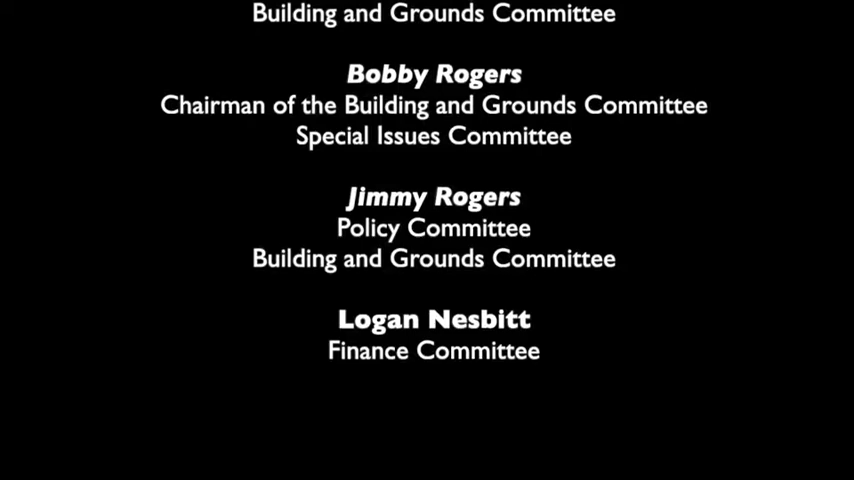 Building and Grounds Committee
Bobby Rogers
Chairman of the Building and Grounds Committee
Special Issues Committee
Jimmy Rogers
Policy Committee
Building and Grounds Committee
Logan Nesbitt
Finance Committee